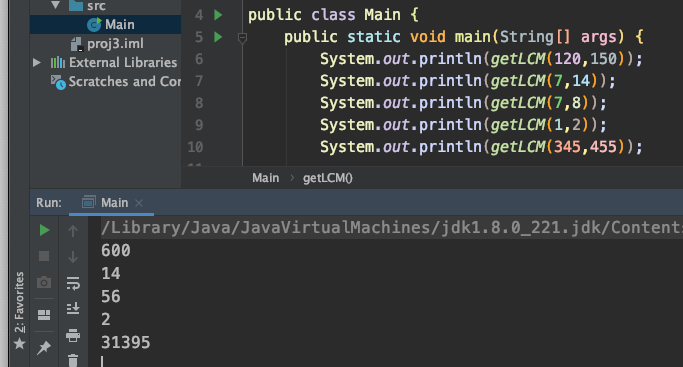 src
Main
proj3.iml
External Libraries
Scratches and Con
4 public class Main {
5 public static void main(String[] args) {
6 System.out.println(getLCM(120,150));
7 System.out.println(getLCM(7,14));
8 System.out.println(getLCM(7,8));
9 System.out.println(getLCM(1,2));
10 System.out.println(getLCM(345,455));
Main › getLCM()
Run: Main ×
/Library/Java/JavaVirtualMachines/jdk1.8.0_221.jdk/Content
600
14
56
2
31395
2: Favorites